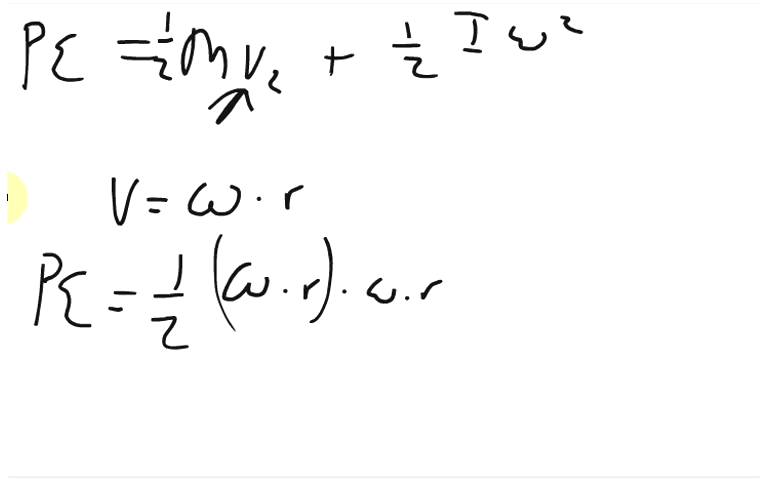 PE = 1/2 m v₂ + 1/2 I ω²
V = ω · r
PE = 1/2 (ω · r) · ω · r